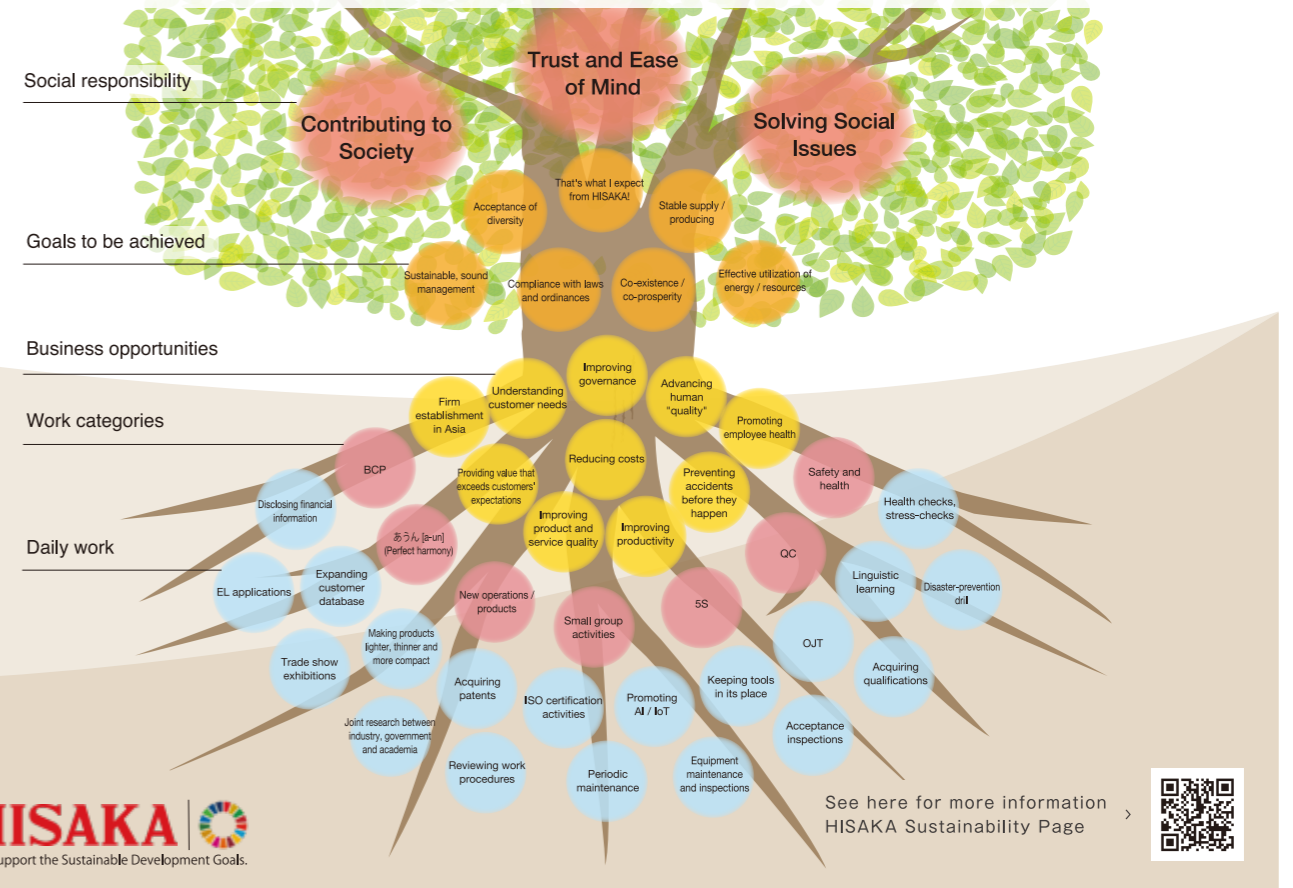 Social responsibility
Trust and Ease
of Mind
Contributing to
Society
Solving Social
Issues
Goals to be achieved
That's what I expect
from HISAKA!
Acceptance of
diversity
Stable supply /
producing
Sustainable, sound
management
Compliance with laws
and ordinances
Co-existence /
co-prosperity
Effective utilization of
energy / resources
Business opportunities
Improving
governance
Understanding
customer needs
Advancing
human
"quality"
Firm
establishment
in Asia
Promoting
employee health
Reducing costs
Providing value that
exceeds customers'
expectations
Preventing
accidents
before they
happen
Improving
product and
service quality
Improving
productivity
Work categories
BCP
Safety and
health
あうん [a-un]
(Perfect harmony)
QC
New operations /
products
Small group
activities
5S
Daily work
Disclosing financial
information
Health checks,
stress-checks
EL applications
Expanding
customer
database
Linguistic
learning
Disaster-prevention
drill
Trade show
exhibitions
Making products
lighter, thinner and
more compact
OJT
Acquiring
qualifications
Acquiring
patents
ISO certification
activities
Promoting
AI / IoT
Keeping tools
in its place
Joint research between
industry, government
and academia
Acceptance
inspections
Reviewing work
procedures
Periodic
maintenance
Equipment
maintenance
and inspections
HISAKA
upport the Sustainable Development Goals.
See here for more information
HISAKA Sustainability Page >